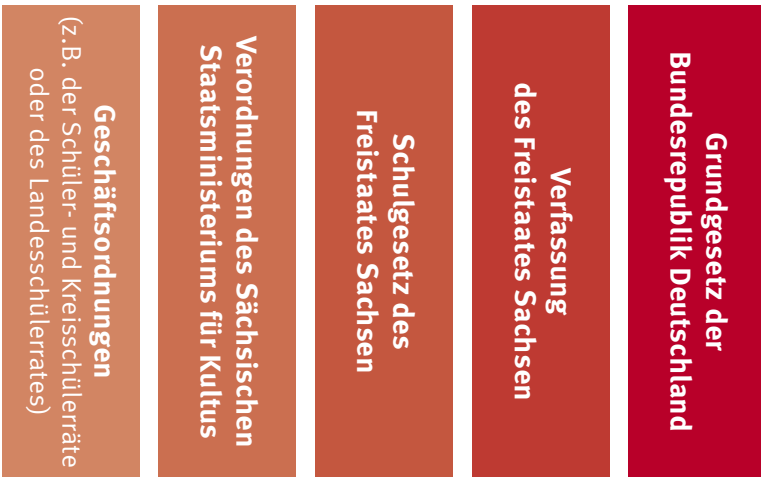 Grundgesetz der
Bundesrepublik Deutschland
Verfassung
des Freistaates Sachsen
Schulgesetz des
Freistaates Sachsen
Verordnungen des Sächsischen
Staatsministeriums für Kultus
Geschäftsordnungen
(z.B. der Schüler- und Kreisschülerräte
oder des Landesschülerrates)